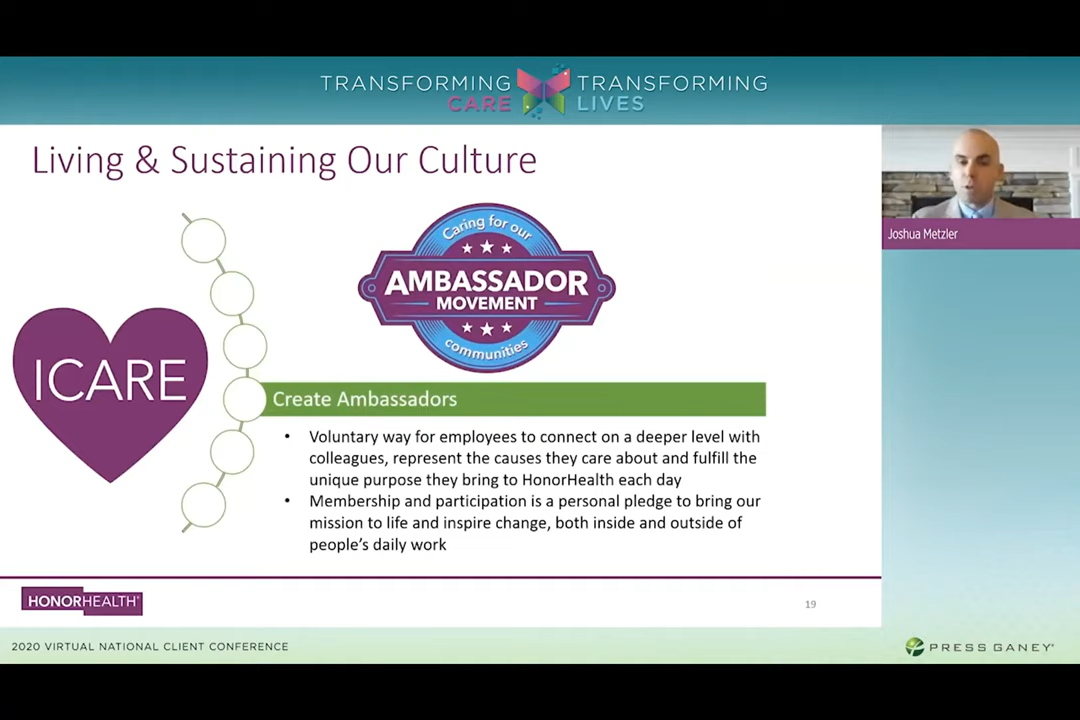 TRANSFORMING TRANSFORMING
CARE LIVES
Living & Sustaining Our Culture
Joshua Metzler
Caring for our
AMBASSADOR
MOVEMENT
communities
ICARE
Create Ambassadors
• Voluntary way for employees to connect on a deeper level with
colleagues, represent the causes they care about and fulfill the
unique purpose they bring to HonorHealth each day
• Membership and participation is a personal pledge to bring our
mission to life and inspire change, both inside and outside of
people’s daily work
HONORHEALTH®
19
2020 VIRTUAL NATIONAL CLIENT CONFERENCE
PRESS GANEY®